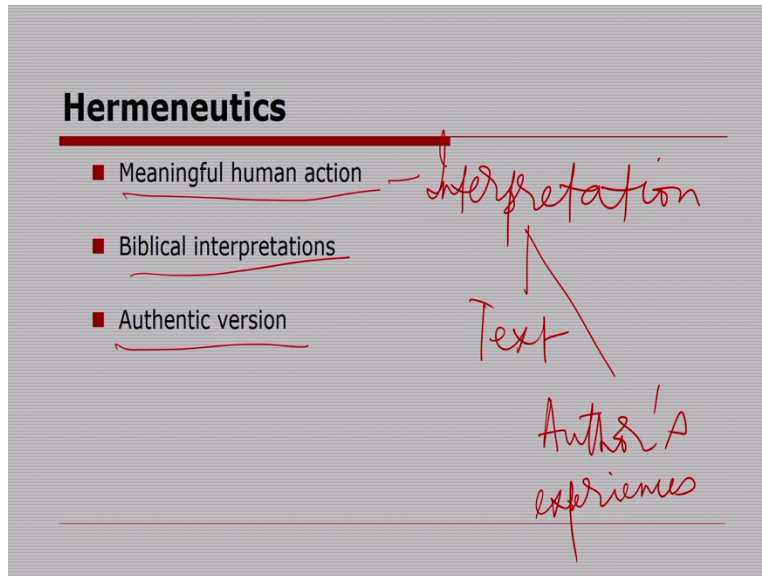 Hermeneutics
Meaningful human action - Interpretation
Biblical interpretations
Authentic version
Text
Author's
experiences